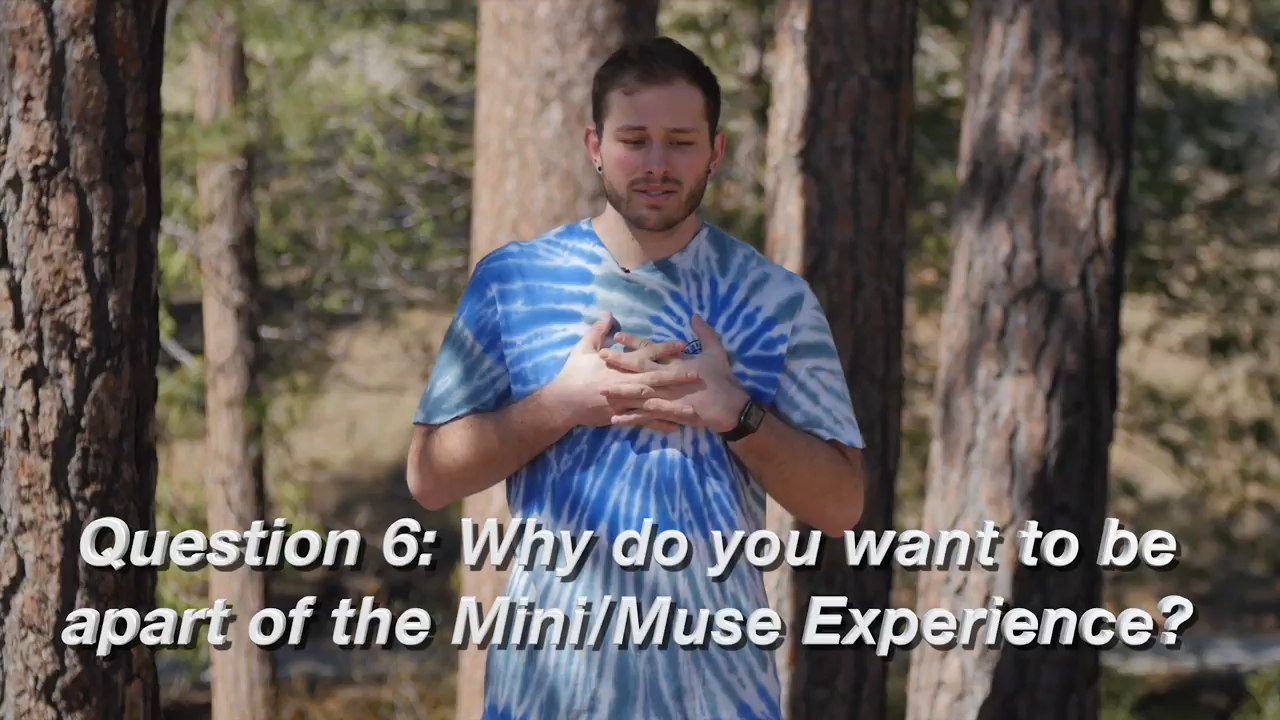 Question 6: Why do you want to be
apart of the Mini/Muse Experience?